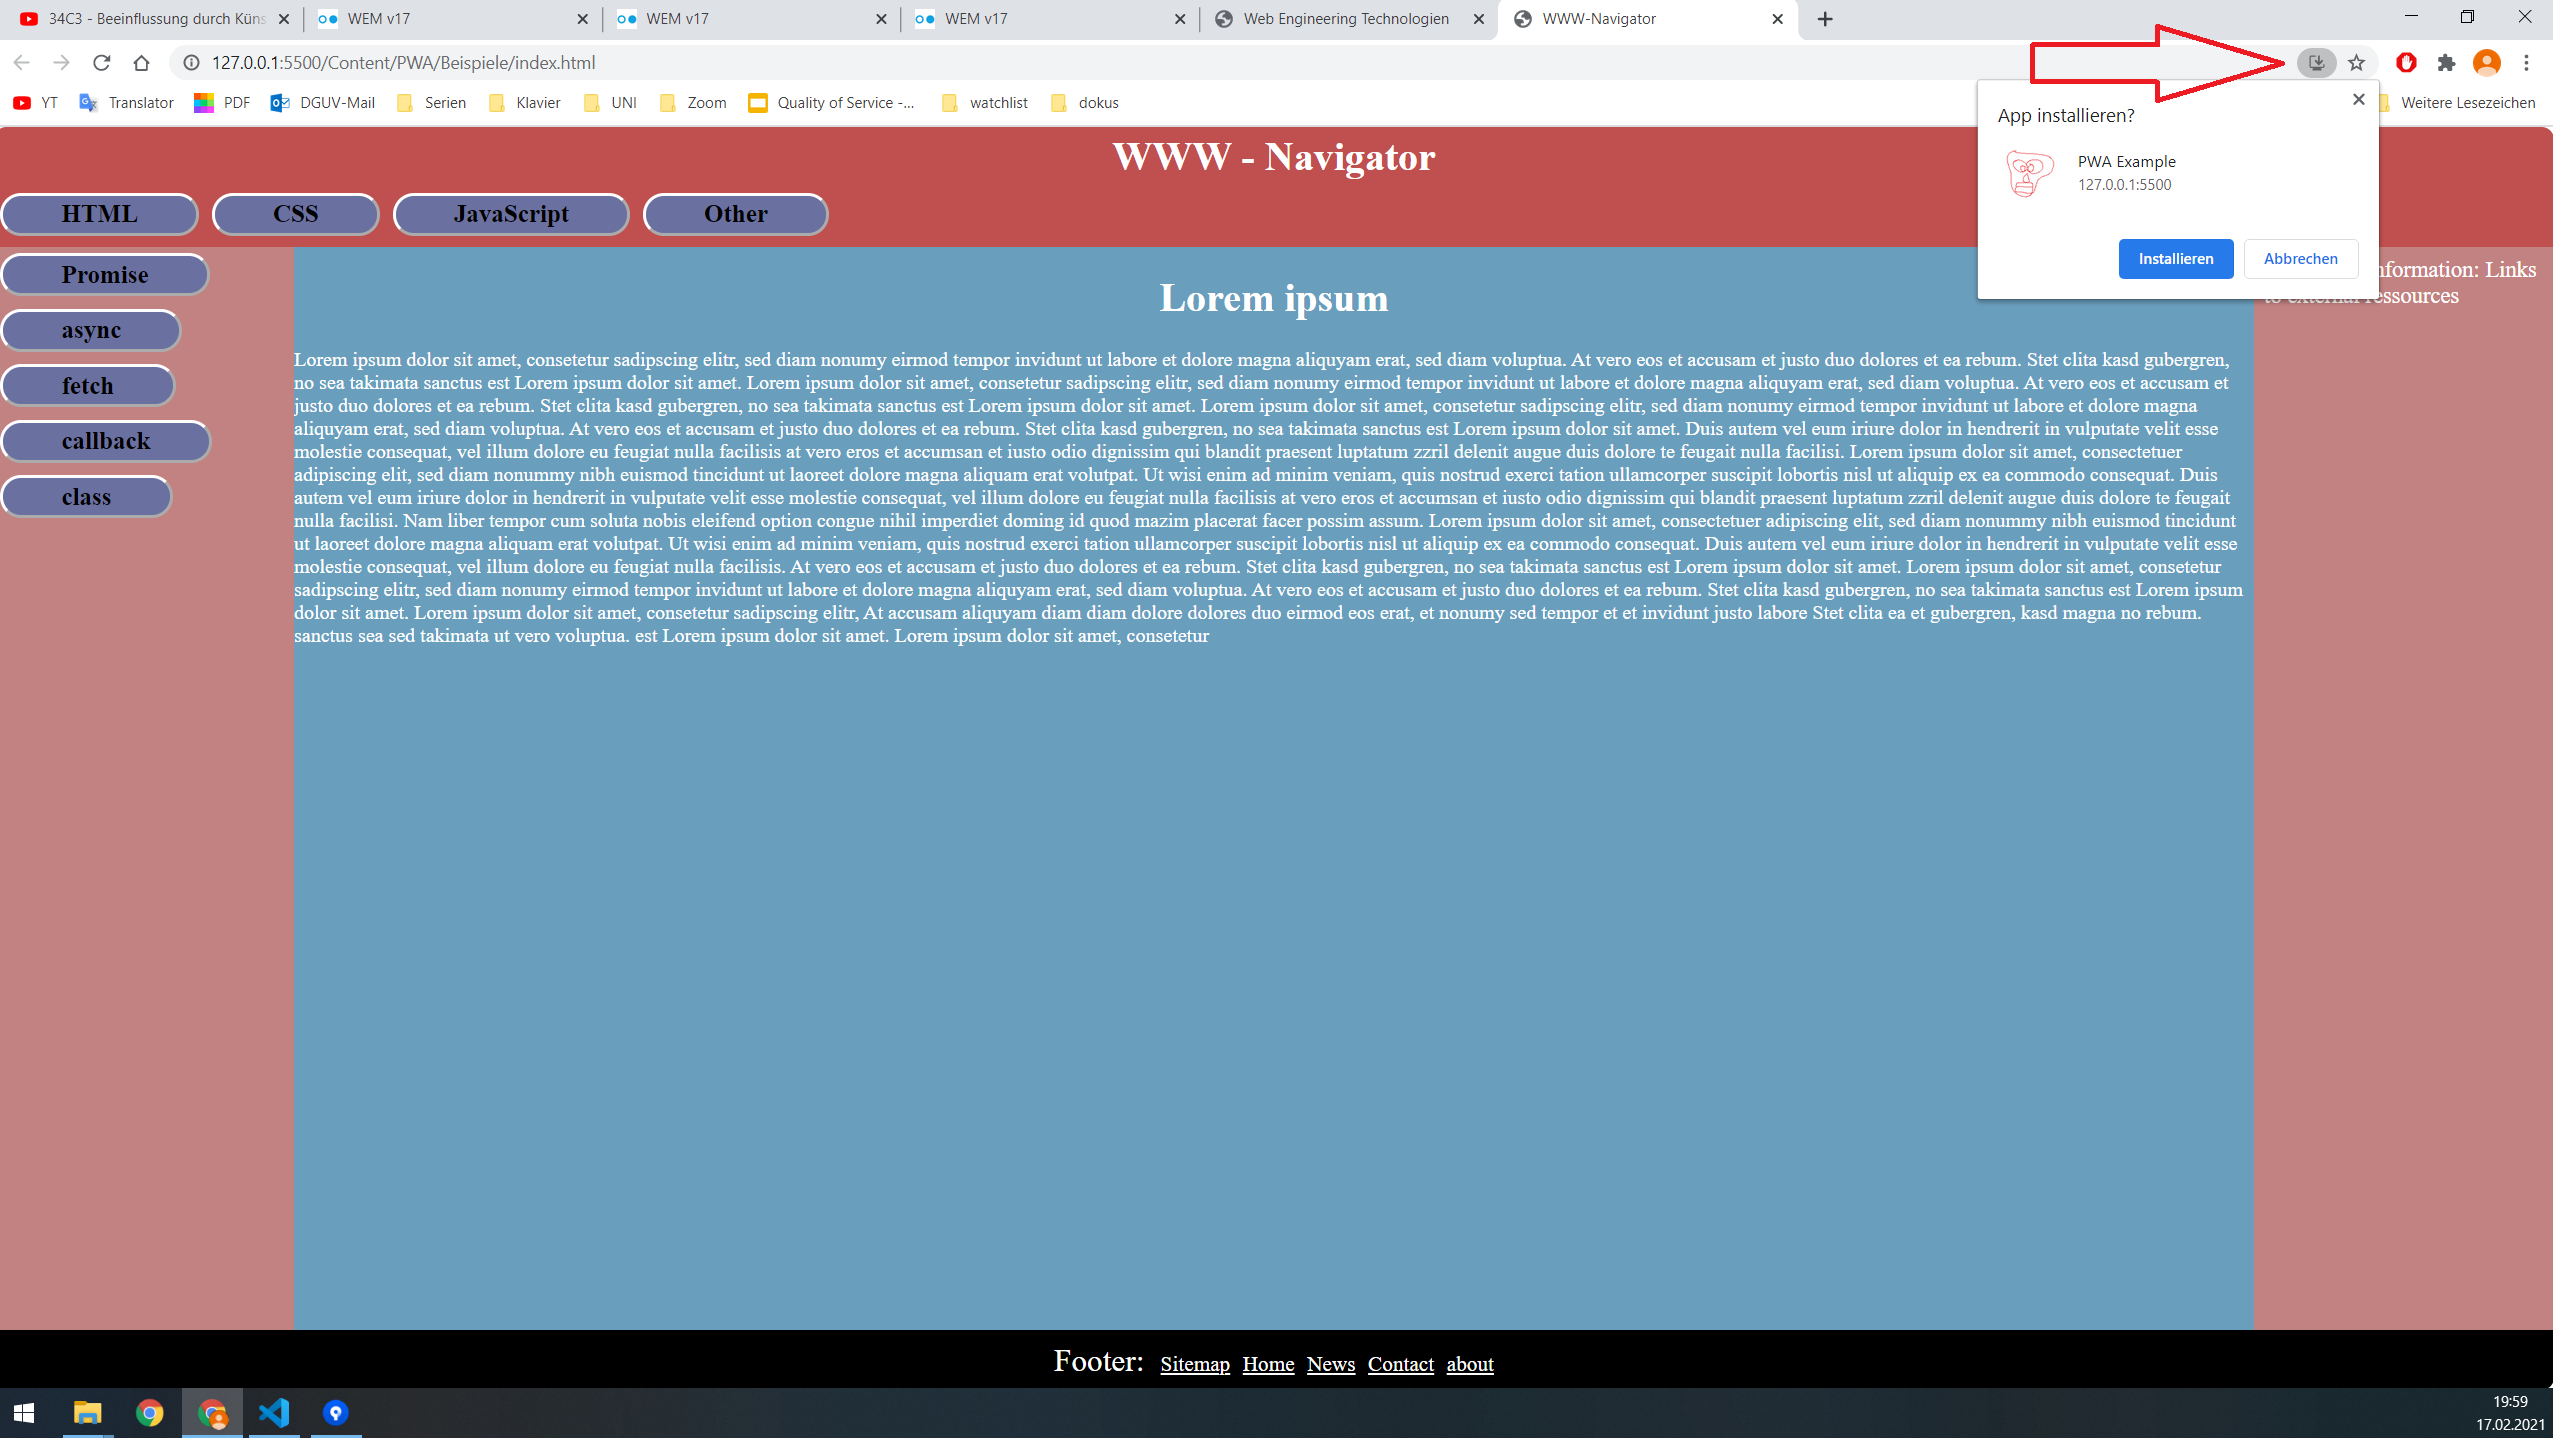 34C3 - Beeinflussung durch Küns
WEM v17
WEM v17
WEM v17
Web Engineering Technologien
WWW-Navigator
127.0.0.1:5500/Content/PWA/Beispiele/index.html
YT Translator PDF DGUV-Mail Serien Klavier UNI Zoom Quality of Service -... watchlist dokus Weitere Lesezeichen
App installieren?
PWA Example
127.0.0.1:5500
Installieren Abbrechen
WWW - Navigator
HTML CSS JavaScript Other
Promise
async
fetch
callback
class
Lorem ipsum
Lorem ipsum dolor sit amet, consetetur sadipscing elitr, sed diam nonumy eirmod tempor invidunt ut labore et dolore magna aliquyam erat, sed diam voluptua. At vero eos et accusam et justo duo dolores et ea rebum. Stet clita kasd gubergren,
no sea takimata sanctus est Lorem ipsum dolor sit amet. Lorem ipsum dolor sit amet, consetetur sadipscing elitr, sed diam nonumy eirmod tempor invidunt ut labore et dolore magna aliquyam erat, sed diam voluptua. At vero eos et accusam et
justo duo dolores et ea rebum. Stet clita kasd gubergren, no sea takimata sanctus est Lorem ipsum dolor sit amet. Lorem ipsum dolor sit amet, consetetur sadipscing elitr, sed diam nonumy eirmod tempor invidunt ut labore et dolore magna
aliquyam erat, sed diam voluptua. At vero eos et accusam et justo duo dolores et ea rebum. Stet clita kasd gubergren, no sea takimata sanctus est Lorem ipsum dolor sit amet. Duis autem vel eum iriure dolor in hendrerit in vulputate velit esse
molestie consequat, vel illum dolore eu feugiat nulla facilisis at vero eros et accumsan et iusto odio dignissim qui blandit praesent luptatum zzril delenit augue duis dolore te feugait nulla facilisi. Lorem ipsum dolor sit amet, consectetuer
adipiscing elit, sed diam nonummy nibh euismod tincidunt ut laoreet dolore magna aliquam erat volutpat. Ut wisi enim ad minim veniam, quis nostrud exerci tation ullamcorper suscipit lobortis nisl ut aliquip ex ea commodo consequat. Duis
autem vel eum iriure dolor in hendrerit in vulputate velit esse molestie consequat, vel illum dolore eu feugiat nulla facilisis at vero eros et accumsan et iusto odio dignissim qui blandit praesent luptatum zzril delenit augue duis dolore te feugait
nulla facilisi. Nam liber tempor cum soluta nobis eleifend option congue nihil imperdiet doming id quod mazim placerat facer possim assum. Lorem ipsum dolor sit amet, consectetuer adipiscing elit, sed diam nonummy nibh euismod tincidunt
ut laoreet dolore magna aliquam erat volutpat. Ut wisi enim ad minim veniam, quis nostrud exerci tation ullamcorper suscipit lobortis nisl ut aliquip ex ea commodo consequat. Duis autem vel eum iriure dolor in hendrerit in vulputate velit esse
molestie consequat, vel illum dolore eu feugiat nulla facilisis. At vero eos et accusam et justo duo dolores et ea rebum. Stet clita kasd gubergren, no sea takimata sanctus est Lorem ipsum dolor sit amet. Lorem ipsum dolor sit amet, consetetur
sadipscing elitr, sed diam nonumy eirmod tempor invidunt ut labore et dolore magna aliquyam erat, sed diam voluptua. At vero eos et accusam et justo duo dolores et ea rebum. Stet clita kasd gubergren, no sea takimata sanctus est Lorem ipsum
dolor sit amet. Lorem ipsum dolor sit amet, consetetur sadipscing elitr, At accusam aliquyam diam diam dolore dolores duo eirmod eos erat, et nonumy sed tempor et et invidunt justo labore Stet clita ea et gubergren, kasd magna no rebum.
sanctus sea sed takimata ut vero voluptua. est Lorem ipsum dolor sit amet. Lorem ipsum dolor sit amet, consetetur
nformation: Links
to external ressources
Footer: Sitemap Home News Contact about
19:59
17.02.2021